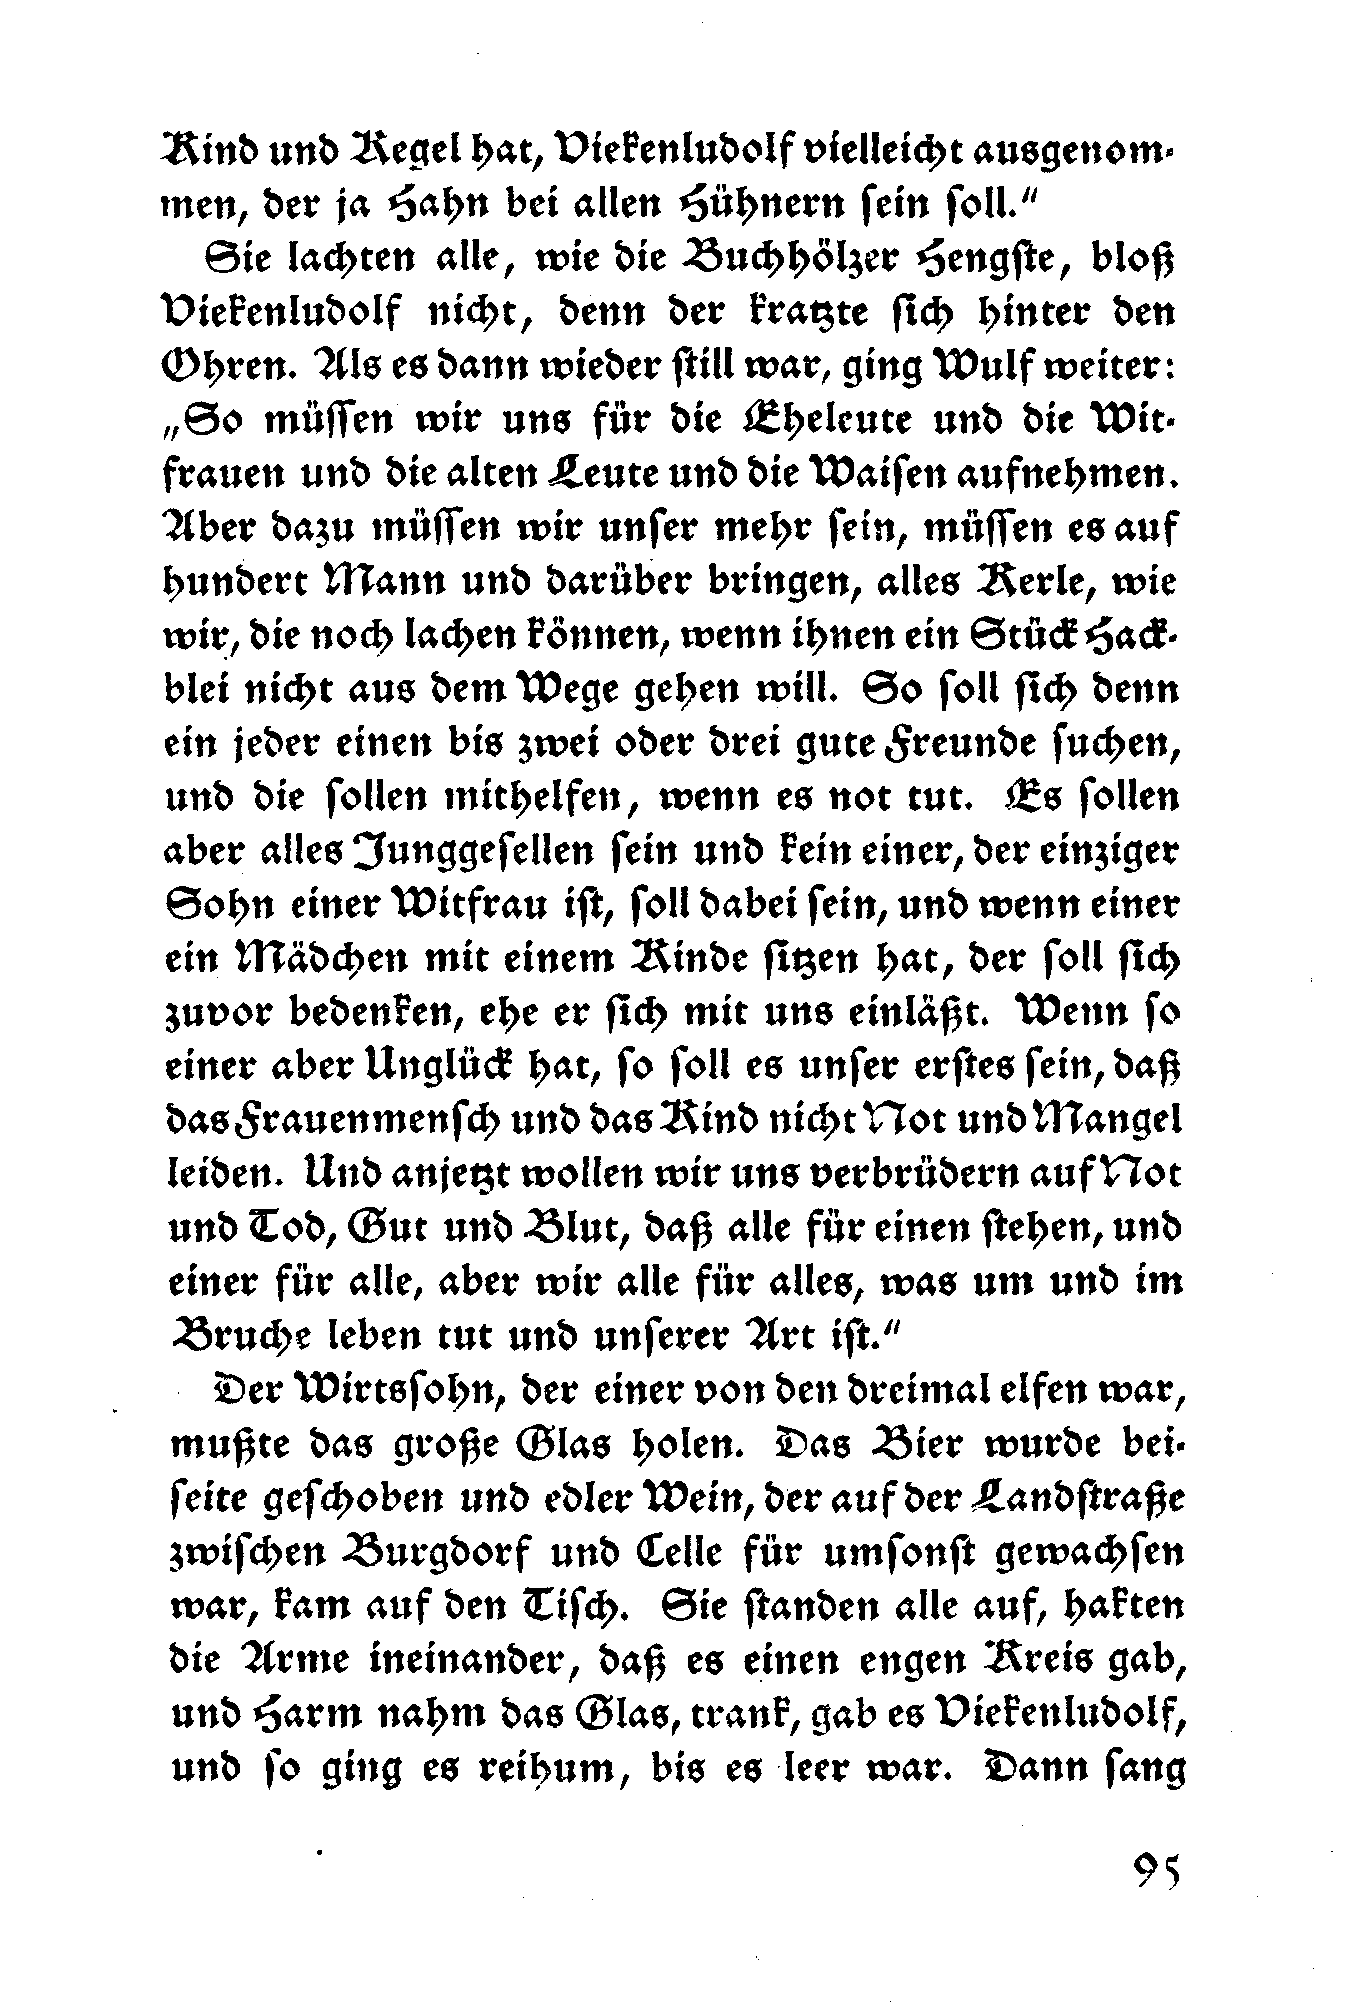 Kind und Kegel hat, Viekenludolf vielleicht ausgenom-
men, der ja Hahn bei allen Hühnern sein soll.“
Sie lachten alle, wie die Buchhölzer Hengste, bloß
Viekenludolf nicht, denn der kratzte sich hinter den
Ohren. Als es dann wieder still war, ging Wulf weiter:
„So müssen wir uns für die Eheleute und die Wit-
frauen und die alten Leute und die Waisen aufnehmen.
Aber dazu müssen wir unser mehr sein, müssen es auf
hundert Mann und darüber bringen, alles Kerle, wie
wir, die noch lachen können, wenn ihnen ein Stück Hack-
blei nicht aus dem Wege gehen will. So soll sich denn
ein jeder einen bis zwei oder drei gute Freunde suchen,
und die sollen mithelfen, wenn es not tut. Es sollen
aber alles Junggesellen sein und kein einer, der einziger
Sohn einer Witfrau ist, soll dabei sein, und wenn einer
ein Mädchen mit einem Kinde sitzen hat, der soll sich
zuvor bedenken, ehe er sich mit uns einläßt. Wenn so
einer aber Unglück hat, so soll es unser erstes sein, daß
das Frauenmensch und das Kind nicht Not und Mangel
leiden. Und anjetzt wollen wir uns verbrüdern auf Not
und Tod, Gut und Blut, daß alle für einen stehen, und
einer für alle, aber wir alle für alles, was um und im
Bruche leben tut und unserer Art ist.“
Der Wirtssohn, der einer von den dreimal elfen war,
mußte das große Glas holen. Das Bier wurde bei-
seite geschoben und edler Wein, der auf der Landstraße
zwischen Burgdorf und Celle für umsonst gewachsen
war, kam auf den Tisch. Sie standen alle auf, hakten
die Arme ineinander, daß es einen engen Kreis gab,
und Harm nahm das Glas, trank, gab es Viekenludolf,
und so ging es reihum, bis es leer war. Dann sang
95